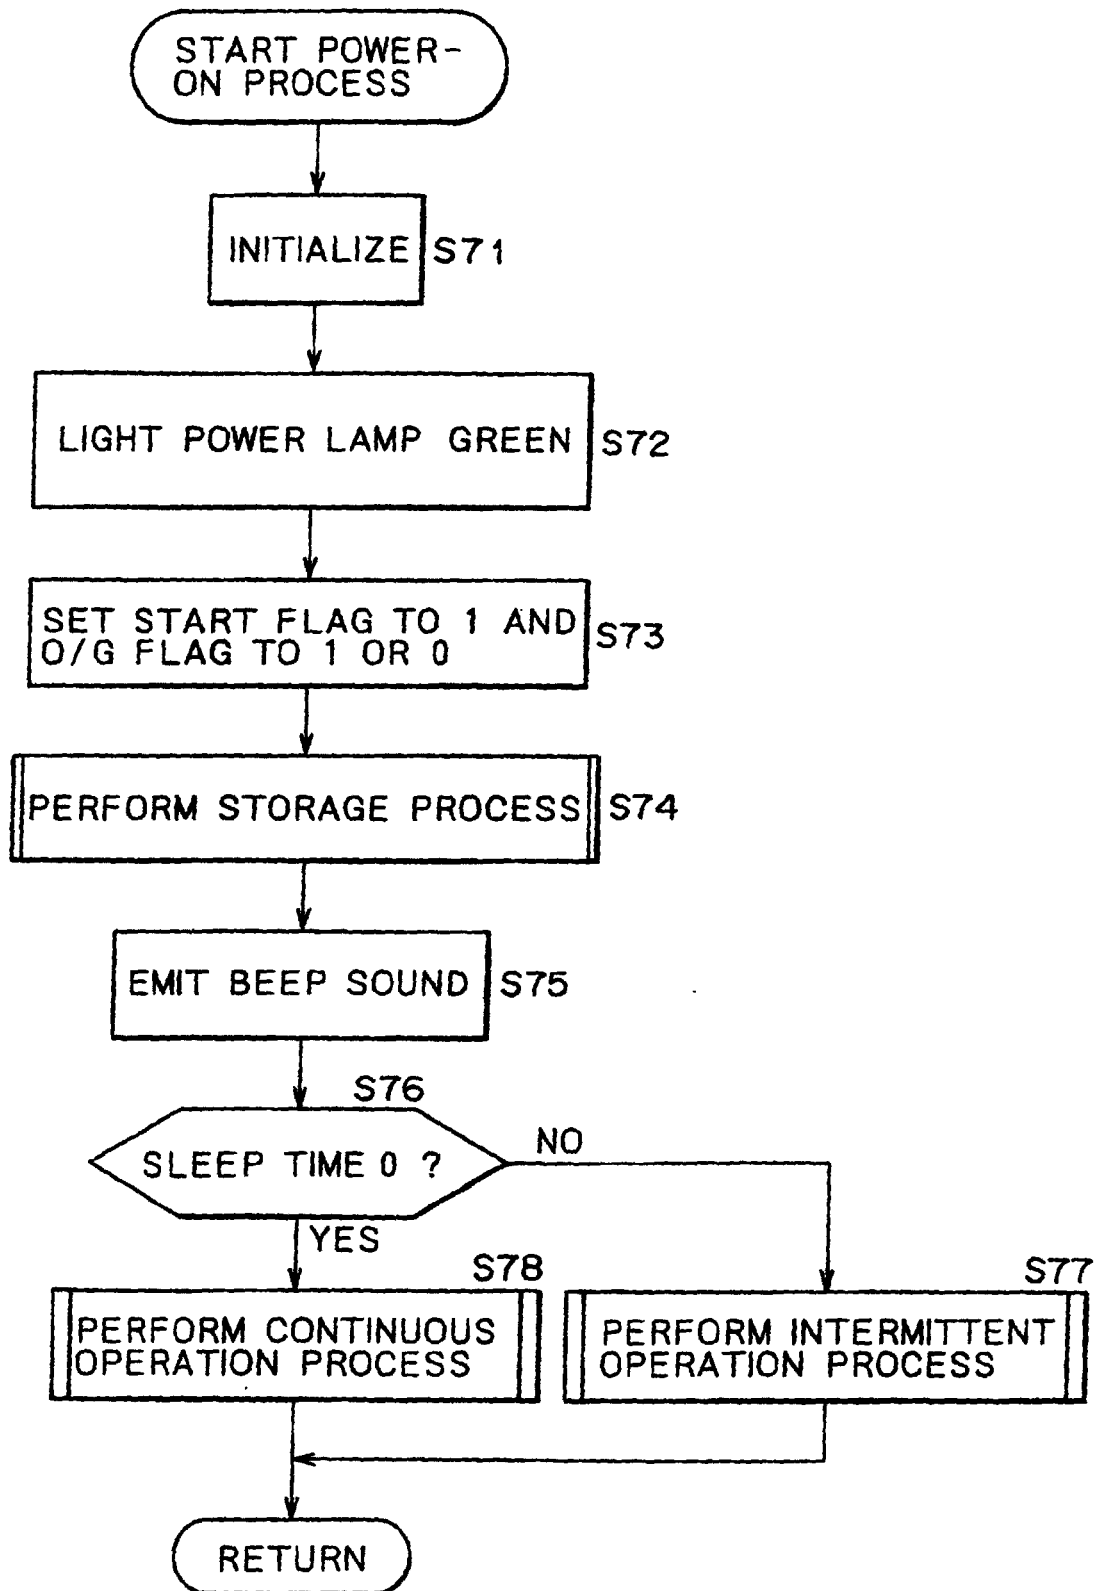 START POWER-
ON PROCESS
INITIALIZE S71
LIGHT POWER LAMP GREEN S72
SET START FLAG TO 1 AND
O/G FLAG TO 1 OR 0
S73
PERFORM STORAGE PROCESS S74
EMIT BEEP SOUND S75
S76
SLEEP TIME 0 ?
NO
YES
S78
PERFORM CONTINUOUS
OPERATION PROCESS
S77
PERFORM INTERMITTENT
OPERATION PROCESS
RETURN